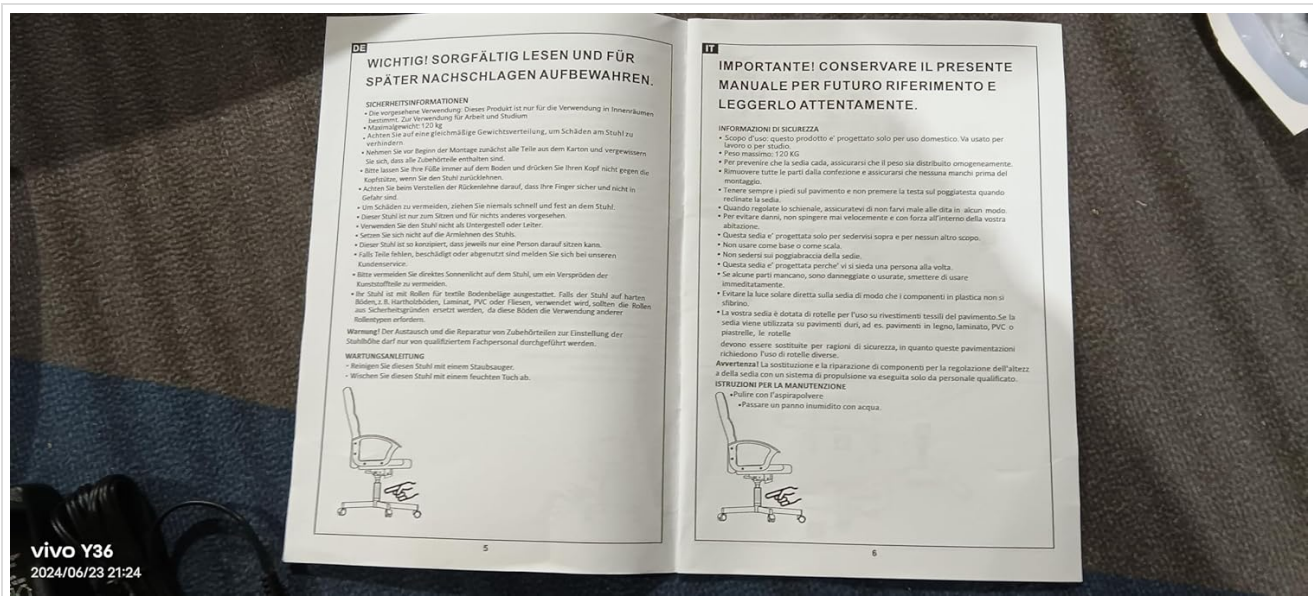 DE
WICHTIG! SORGFÄLTIG LESEN UND FÜR
SPÄTER NACHSCHLAGEN AUFBEWAHREN.
SICHERHEITSINFORMATIONEN
• Die vorgesehene Verwendung: Dieses Produkt ist nur für die Verwendung in Innenräumen
bestimmt. Zur Verwendung für Arbeit und Studium
• Maximalgewicht: 120 kg
• Achten Sie auf eine gleichmäßige Gewichtsverteilung, um Schäden am Stuhl zu
verhindern
• Nehmen Sie vor Beginn der Montage zunächst alle Teile aus dem Karton und vergewissern
Sie sich, dass alle Zubehörteile enthalten sind.
• Bitte lassen Sie Ihre Füße immer auf dem Boden und drücken Sie Ihren Kopf nicht gegen die
Kopfstütze, wenn Sie den Stuhl zurücklehnen.
• Achten Sie beim Verstellen der Rückenlehne darauf, dass Ihre Finger sicher und nicht in
Gefahr sind.
• Um Schäden zu vermeiden, ziehen Sie niemals schnell und fest an dem Stuhl.
• Dieser Stuhl ist nur zum Sitzen und für nichts anderes vorgesehen.
• Verwenden Sie den Stuhl nicht als Untergestell oder Leiter.
• Setzen Sie sich nicht auf die Armlehnen des Stuhls.
• Dieser Stuhl ist so konzipiert, dass jeweils nur eine Person darauf sitzen kann.
• Falls Teile fehlen, beschädigt oder abgenutzt sind melden Sie sich bei unseren
Kundenservice.
• Bitte vermeiden Sie direktes Sonnenlicht auf dem Stuhl, um ein Verspröden der
Kunststoffteile zu vermeiden.
• Ihr Stuhl ist mit Rollen für textile Bodenbeläge ausgestattet. Falls der Stuhl auf harten
Böden,z.B. Hartholzböden, Laminat, PVC oder Fliesen, verwendet wird, sollten die Rollen
aus Sicherheitsgründen ersetzt werden, da diese Böden die Verwendung anderer
Rollentypen erfordern.
Warnung! Der Austausch und die Reparatur von Zubehörteilen zur Einstellung der
Stuhlhöhe darf nur von qualifiziertem Fachpersonal durchgeführt werden.
WARTUNGSANLEITUNG
- Reinigen Sie diesen Stuhl mit einem Staubsauger.
- Wischen Sie diesen Stuhl mit einem feuchten Tuch ab.
5
IT
IMPORTANTE! CONSERVARE IL PRESENTE
MANUALE PER FUTURO RIFERIMENTO E
LEGGERLO ATTENTAMENTE.
INFORMAZIONI DI SICUREZZA
• Scopo d'uso: questo prodotto e' progettato solo per uso domestico. Va usato per
lavoro o per studio.
• Peso massimo: 120 KG
• Per prevenire che la sedia cada, assicurarsi che il peso sia distribuito omogeneamente.
• Rimuovere tutte le parti dalla confezione e assicurarsi che nessuna manchi prima del
montaggio.
• Tenere sempre i piedi sul pavimento e non premere la testa sul poggiatesta quando
reclinate la sedia.
• Quando regolate lo schienale, assicuratevi di non farvi male alle dita in alcun modo.
• Per evitare danni, non spingere mai velocemente e con forza all'interno della vostra
abitazione.
• Questa sedia e' progettata solo per sedervisi sopra e per nessun altro scopo.
• Non usare come base o come scala.
• Non sedersi sui poggiabraccia della sedie.
• Questa sedia e' progettata perche' vi si sieda una persona alla volta.
• Se alcune parti mancano, sono danneggiate o usurate, smettere di usare
immeditatamente.
• Evitare la luce solare diretta sulla sedia di modo che i componenti in plastica non si
sfibrino.
• La vostra sedia è dotata di rotelle per l'uso su rivestimenti tessili del pavimento.Se la
sedia viene utilizzata su pavimenti duri, ad es. pavimenti in legno, laminato, PVC o
piastrelle, le rotelle
devono essere sostituite per ragioni di sicurezza, in quanto queste pavimentazioni
richiedono l'uso di rotelle diverse.
Avvertenza! La sostituzione e la riparazione di componenti per la regolazione dell'altezz
a della sedia con un sistema di propulsione va eseguita solo da personale qualificato.
ISTRUZIONI PER LA MANUTENZIONE
•Pulire con l'aspirapolvere
•Passare un panno inumidito con acqua.
6
vivo Y36
2024/06/23 21:24